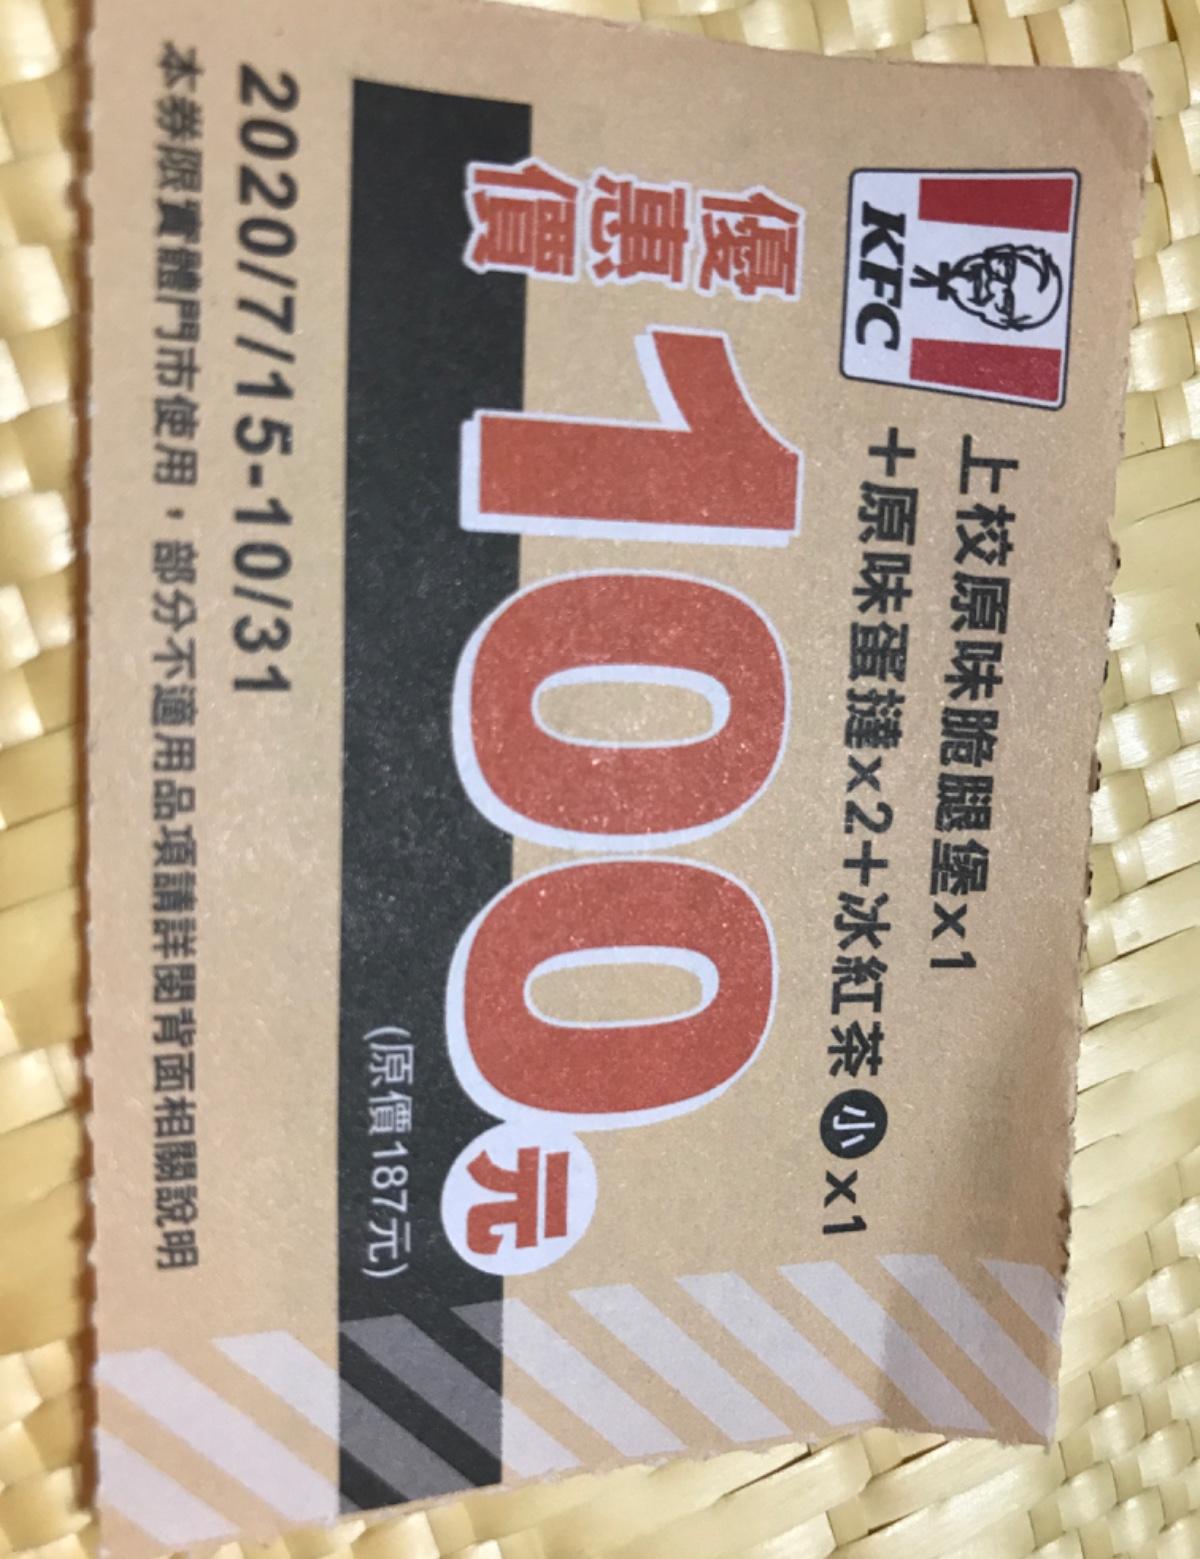 KFC
上校原味脆腿堡x1
+原味蛋撻x2+冰紅茶小x1
優惠價100元
(原價187元)
2020/7/15-10/31
本券限實體門市使用，部分不適用品項請詳閱背面相關說明